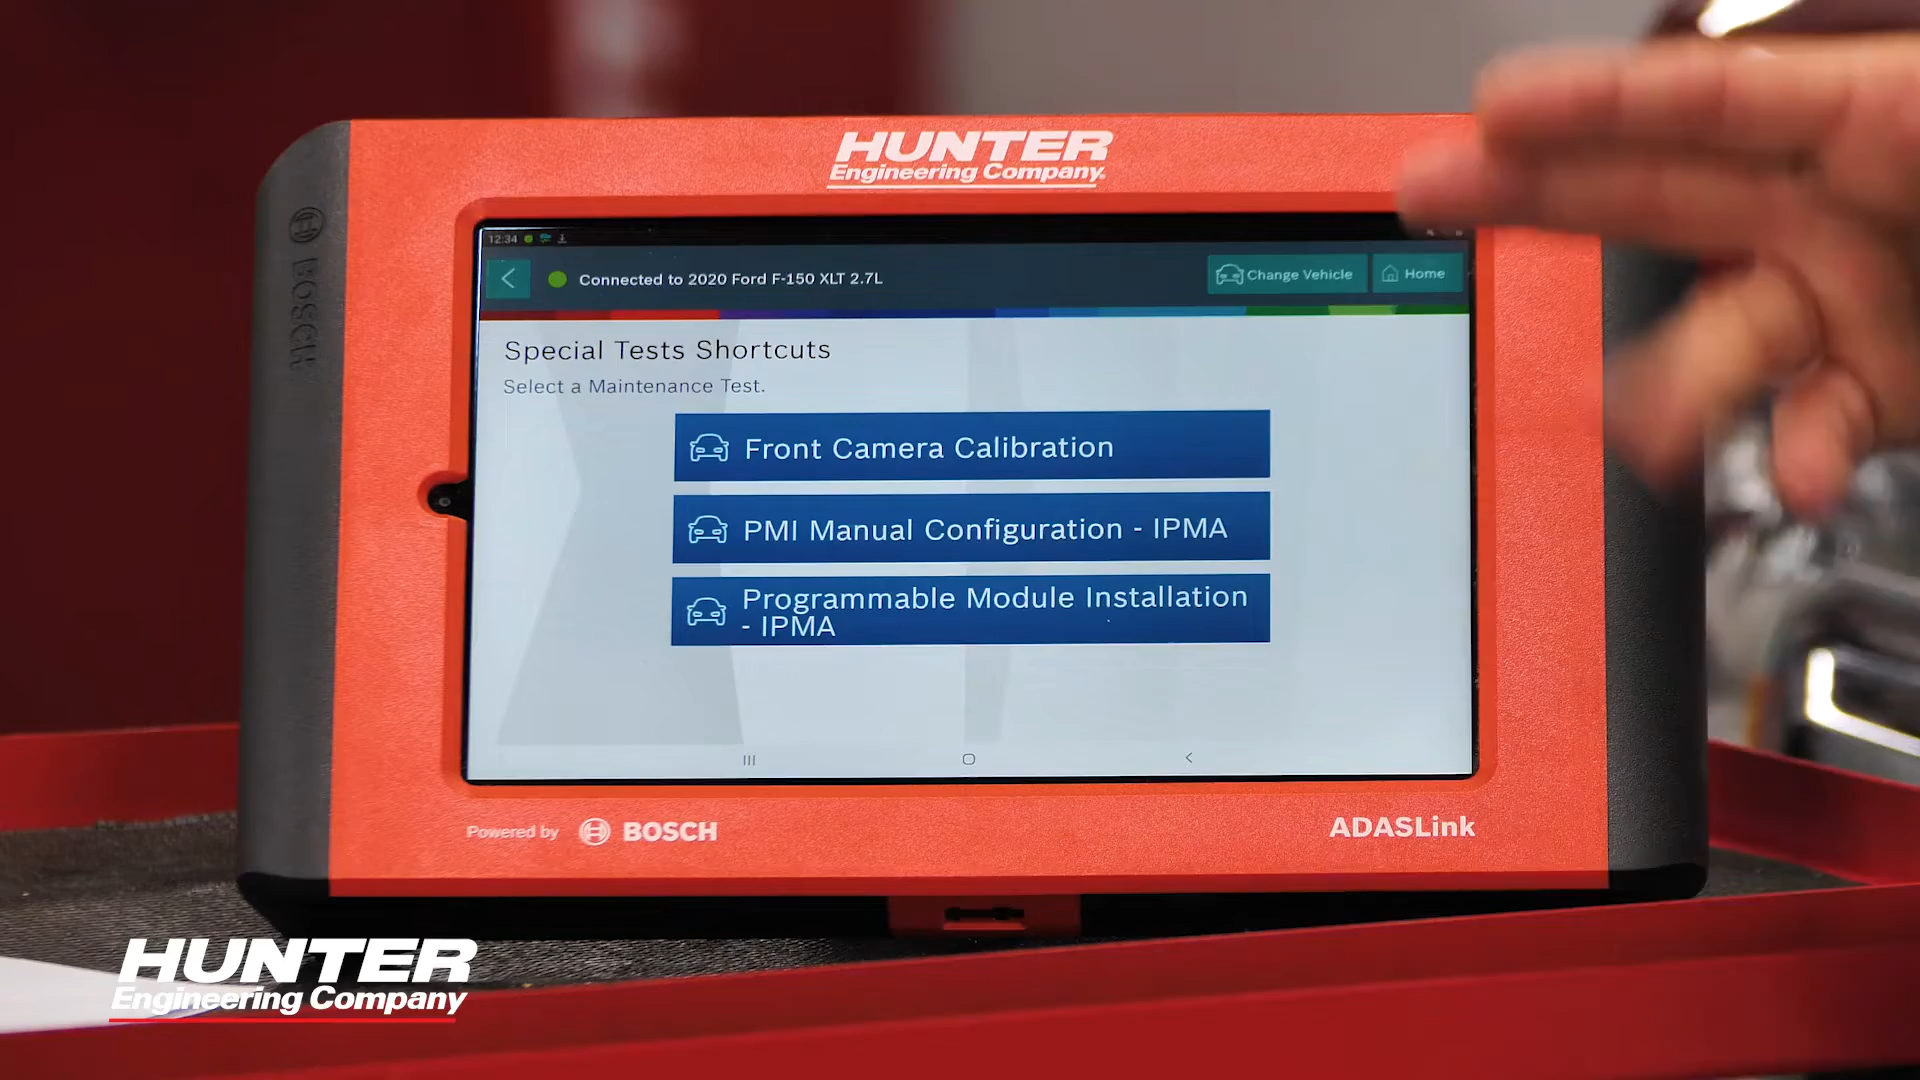 HUNTER
Engineering Company.
BOSCH
12:34
Connected to 2020 Ford F-150 XLT 2.7L
Change Vehicle
Home
Special Tests Shortcuts
Select a Maintenance Test.
Front Camera Calibration
PMI Manual Configuration - IPMA
Programmable Module Installation
- IPMA
Powered by BOSCH
ADASLink
HUNTER
Engineering Company